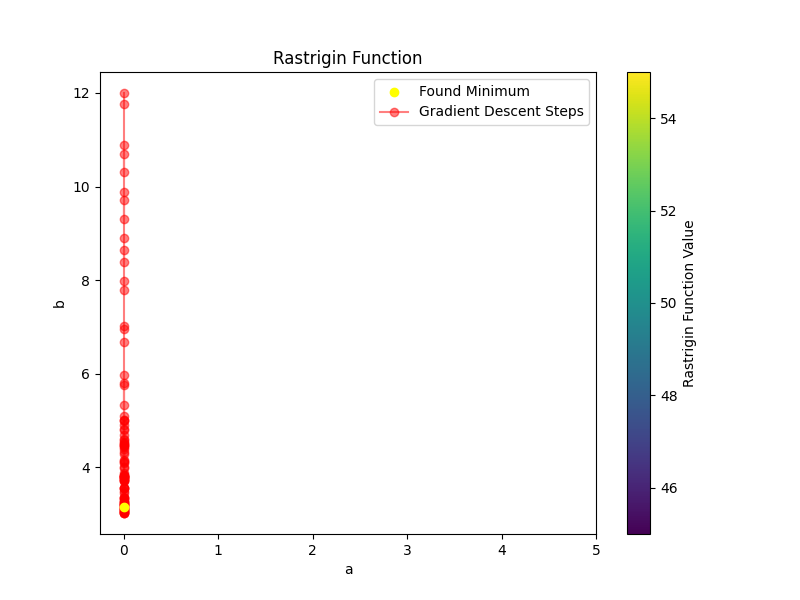 Rastrigin Function
Found Minimum
Gradient Descent Steps
12
10
8
6
4
b
0 1 2 3 4 5
a
54
52
50
48
46
Rastrigin Function Value